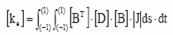 [kₑ] = ∫₍₋₁₎⁽¹⁾ ∫₍₋₁₎⁽¹⁾ [Bᵀ]·[D]·[B]·|J|ds·dt